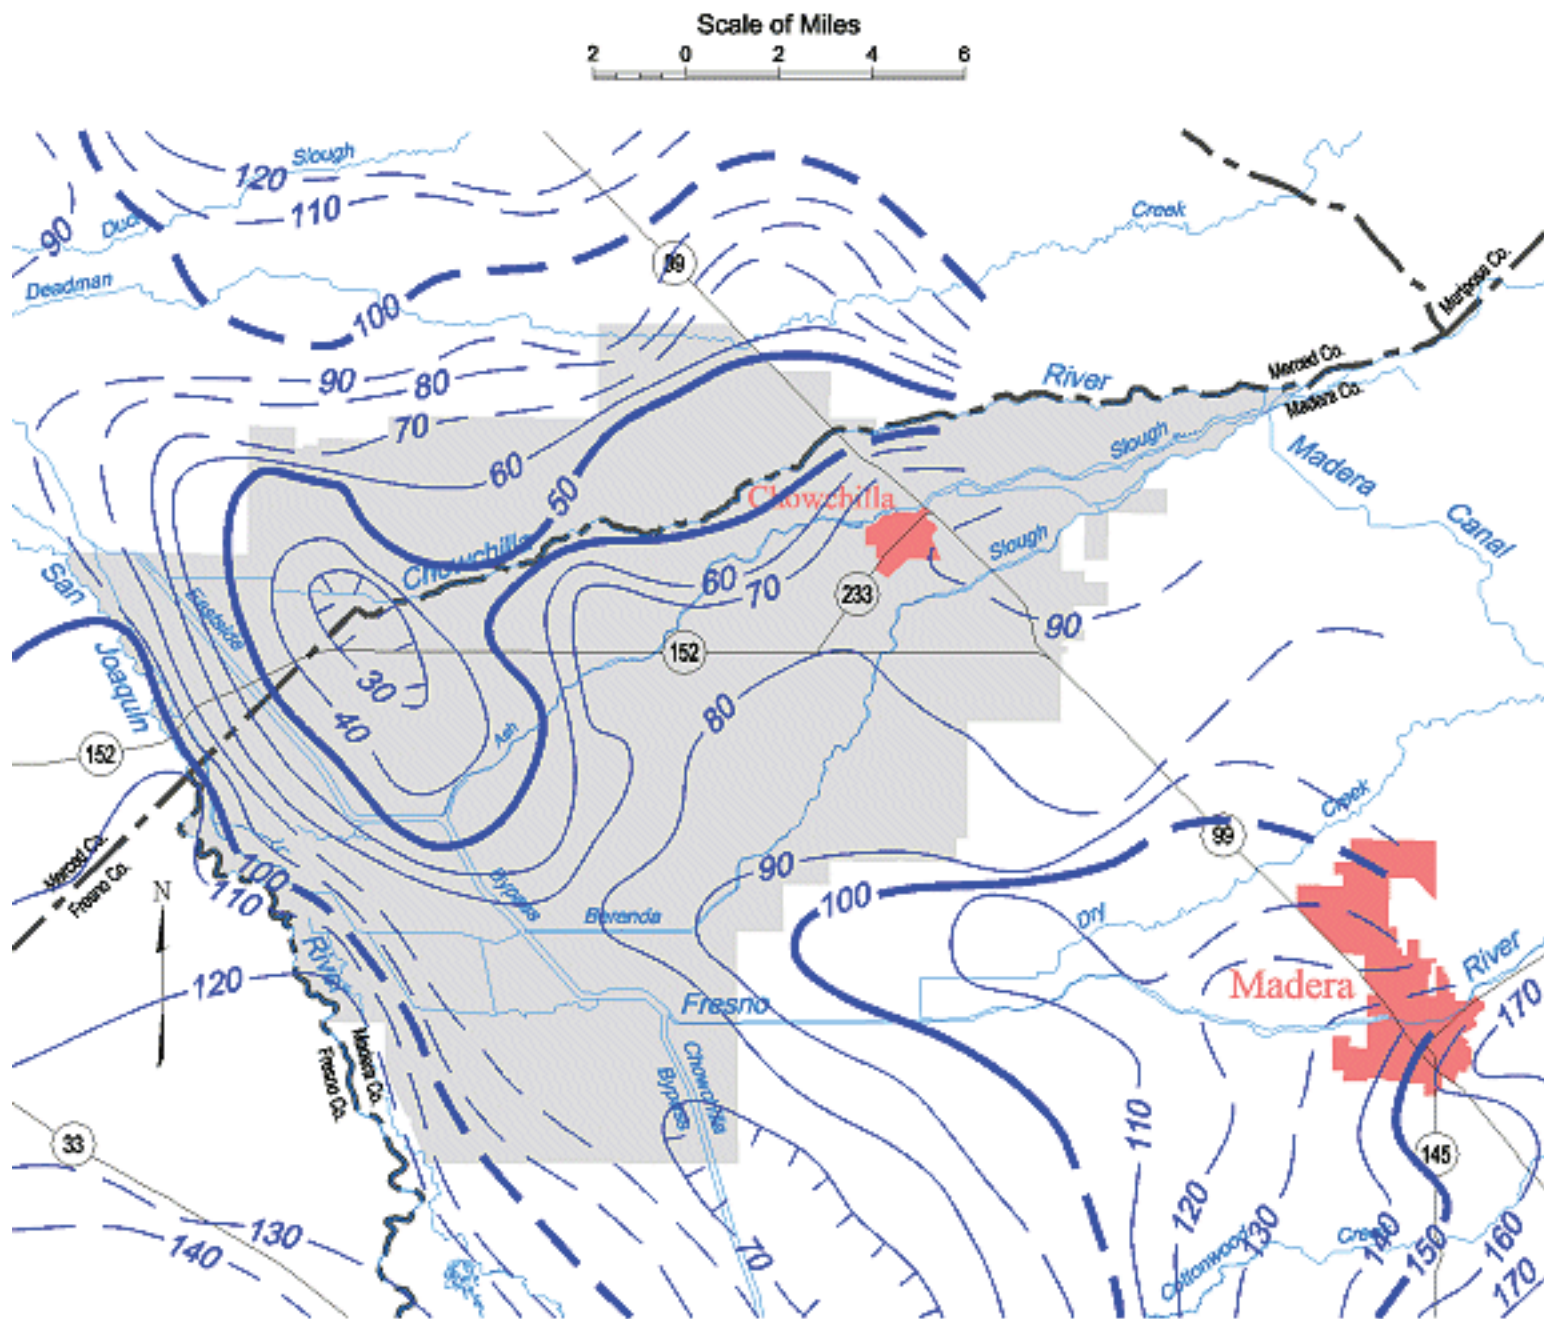 Scale of Miles
2 0 2 4 6
Slough
120
110
90
Duck
Creek
99
Deadman
100
Mariposa Co.
90
80
70
River
Merced Co.
Madera Co.
Slough
Madera
Canal
60
50
Chowchilla
Slough
Chowchilla
San
Joaquin
Eastside
60
70
233
90
152
30
40
80
Ash
152
99
Creek
Merced Co.
Fresno Co.
N
100
110
Bypass
90
100
Beranda
Dry
River
River
120
Madera
Fresno
170
Madera Co.
Fresno Co.
Chowchilla
Bypass
110
33
145
120
130
140
150
160
170
Cottonwood
Creek
130
140
70